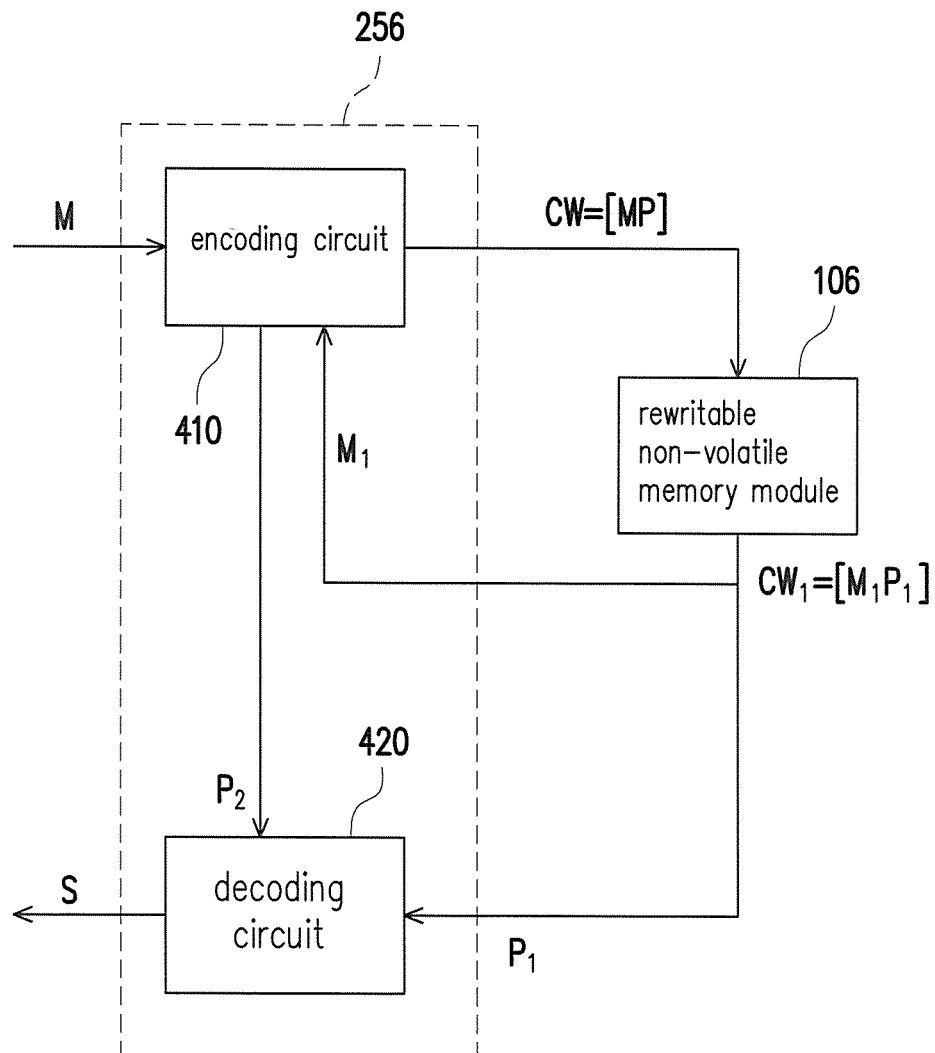 256
M
encoding circuit
CW=[MP]
106
410
M₁
rewritable
non-volatile
memory module
CW₁=[M₁P₁]
420
P₂
S
decoding
circuit
P₁